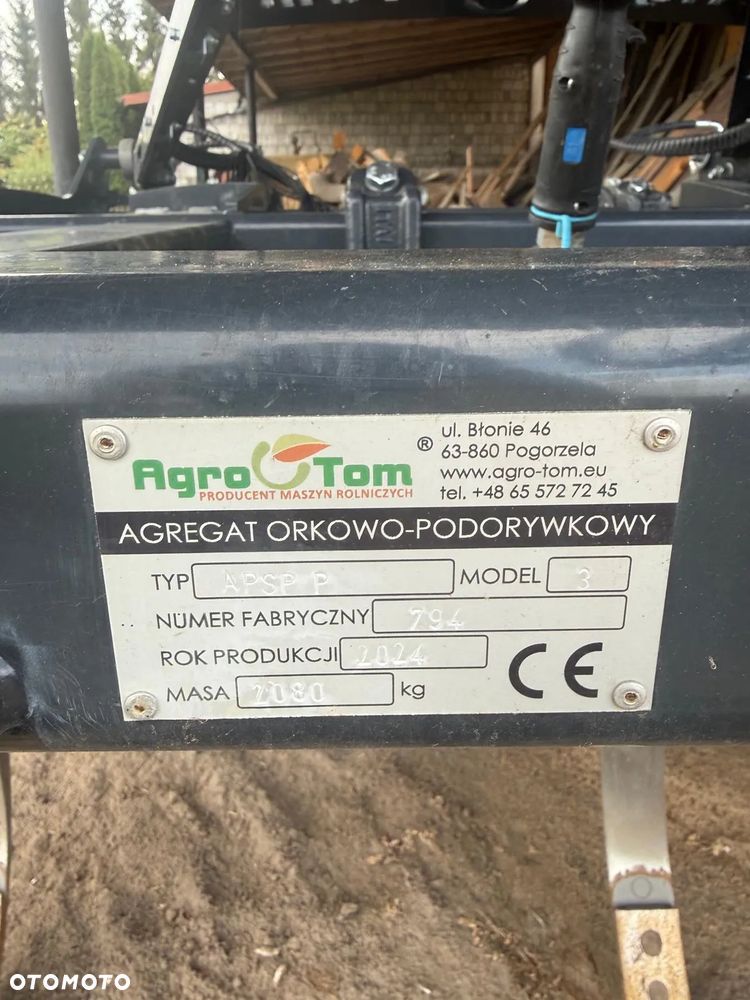 Agro Tom ®
PRODUCENT MASZYN ROLNICZYCH
ul. Błonie 46
63-860 Pogorzela
www.agro-tom.eu
tel. +48 65 572 72 45
AGREGAT ORKOWO-PODORYWKOWY
TYP APSP P MODEL 3
NUMER FABRYCZNY 794
ROK PRODUKCJI 2024
MASA 2080 kg
CE
OTOMOTO